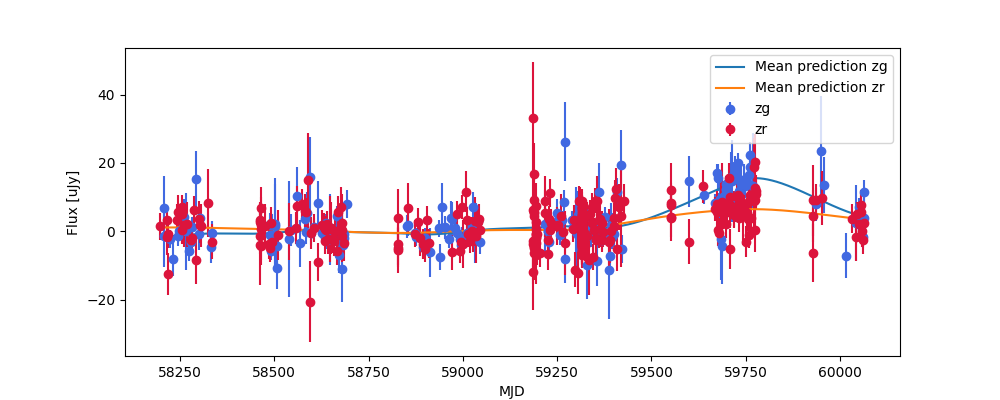 Mean prediction zg
Mean prediction zr
zg
zr
Flux [uJy]
40
20
0
−20
58250 58500 58750 59000 59250 59500 59750 60000
MJD